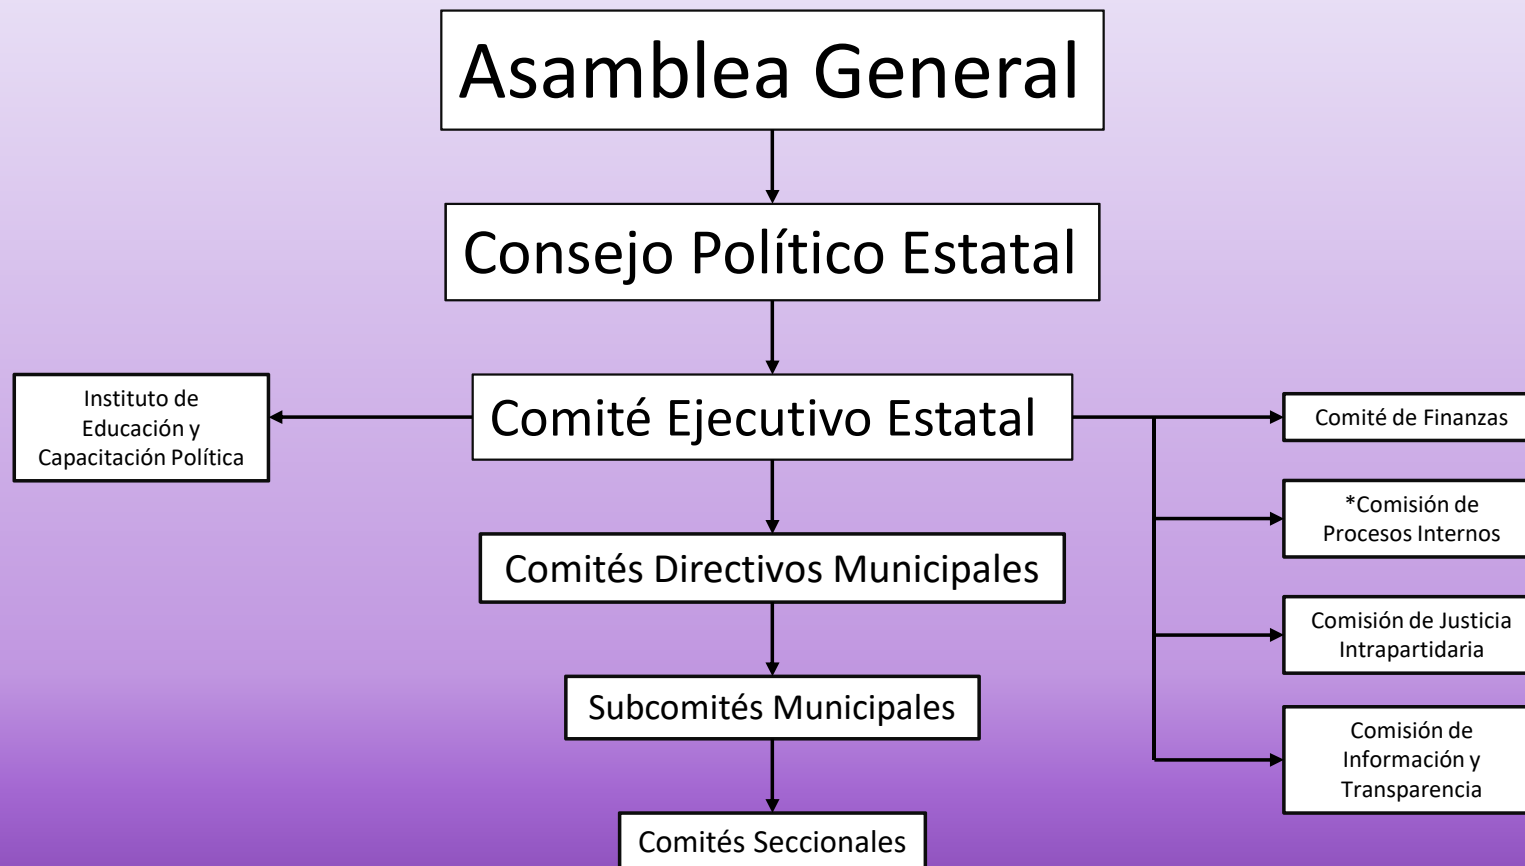 Asamblea General
Consejo Político Estatal
Instituto de
Educación y
Capacitación Política
Comité Ejecutivo Estatal
Comité de Finanzas
*Comisión de
Procesos Internos
Comités Directivos Municipales
Comisión de Justicia
Intrapartidaria
Subcomités Municipales
Comisión de
Información y
Transparencia
Comités Seccionales